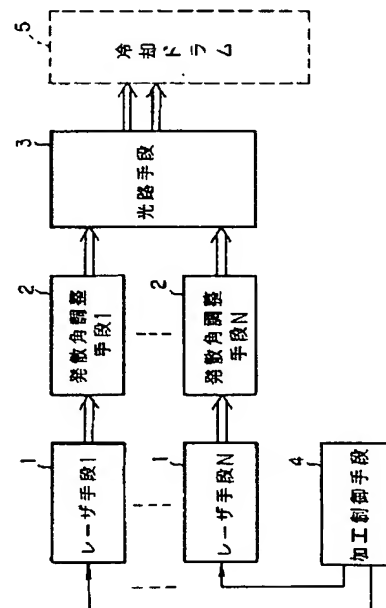 1
レーザ手段1
2
発散角調整
手段1
3
光路手段
5
冷却ドラム
1
レーザ手段N
2
発散角調整
手段N
4
加工制御手段